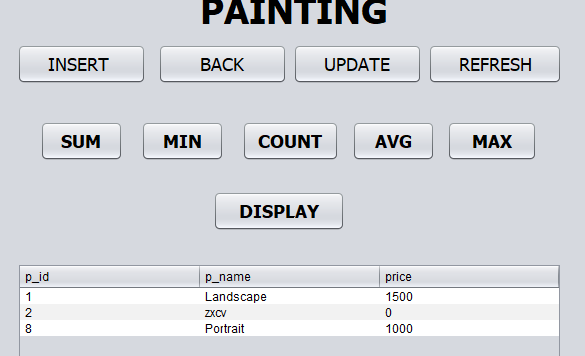 PAINTING
INSERT BACK UPDATE REFRESH
SUM MIN COUNT AVG MAX
DISPLAY
p_id p_name price
1 Landscape 1500
2 zxcv 0
8 Portrait 1000